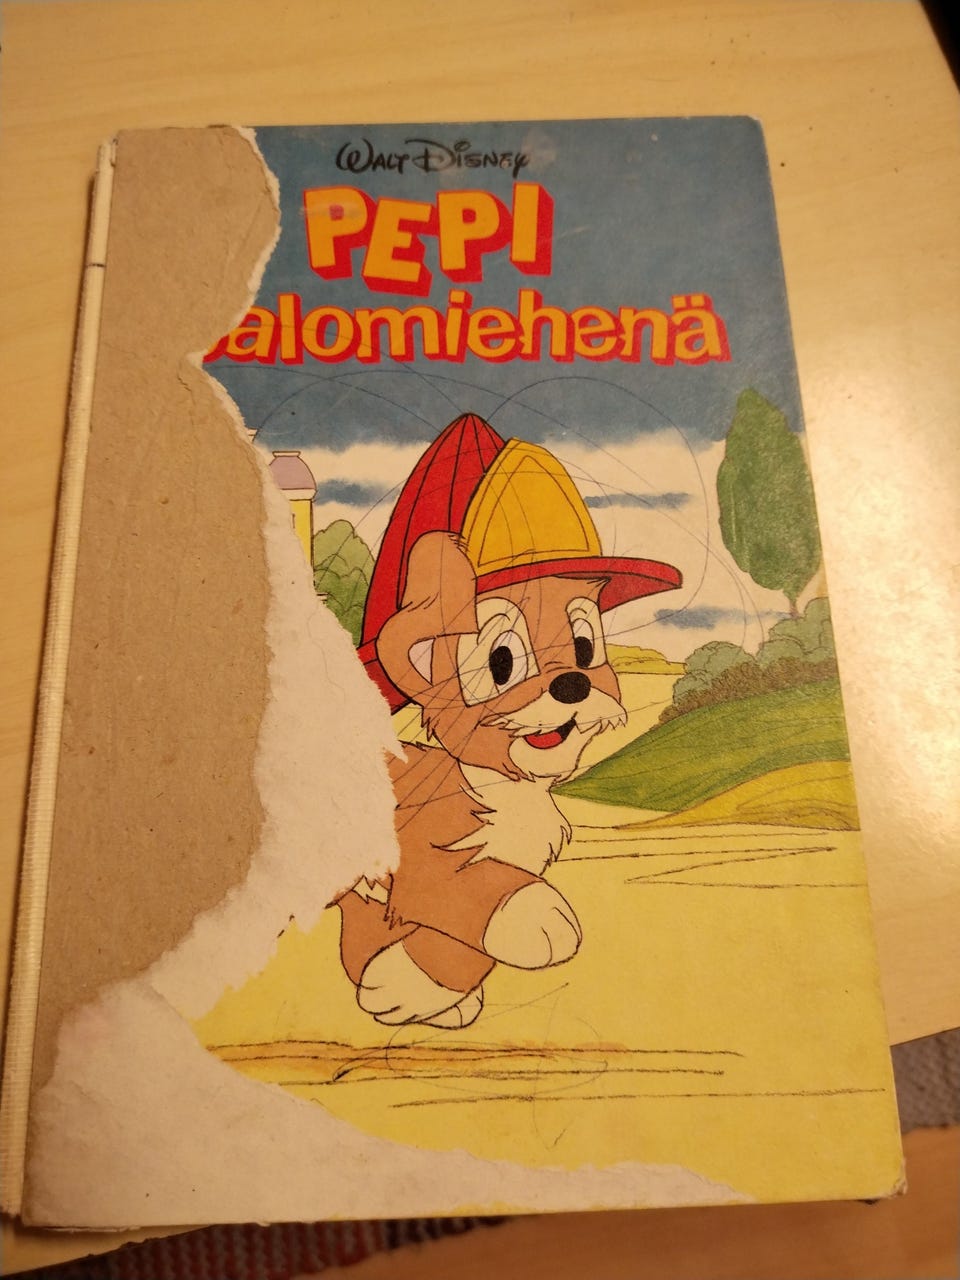 Walt Disney
PEPI
alomiehenä